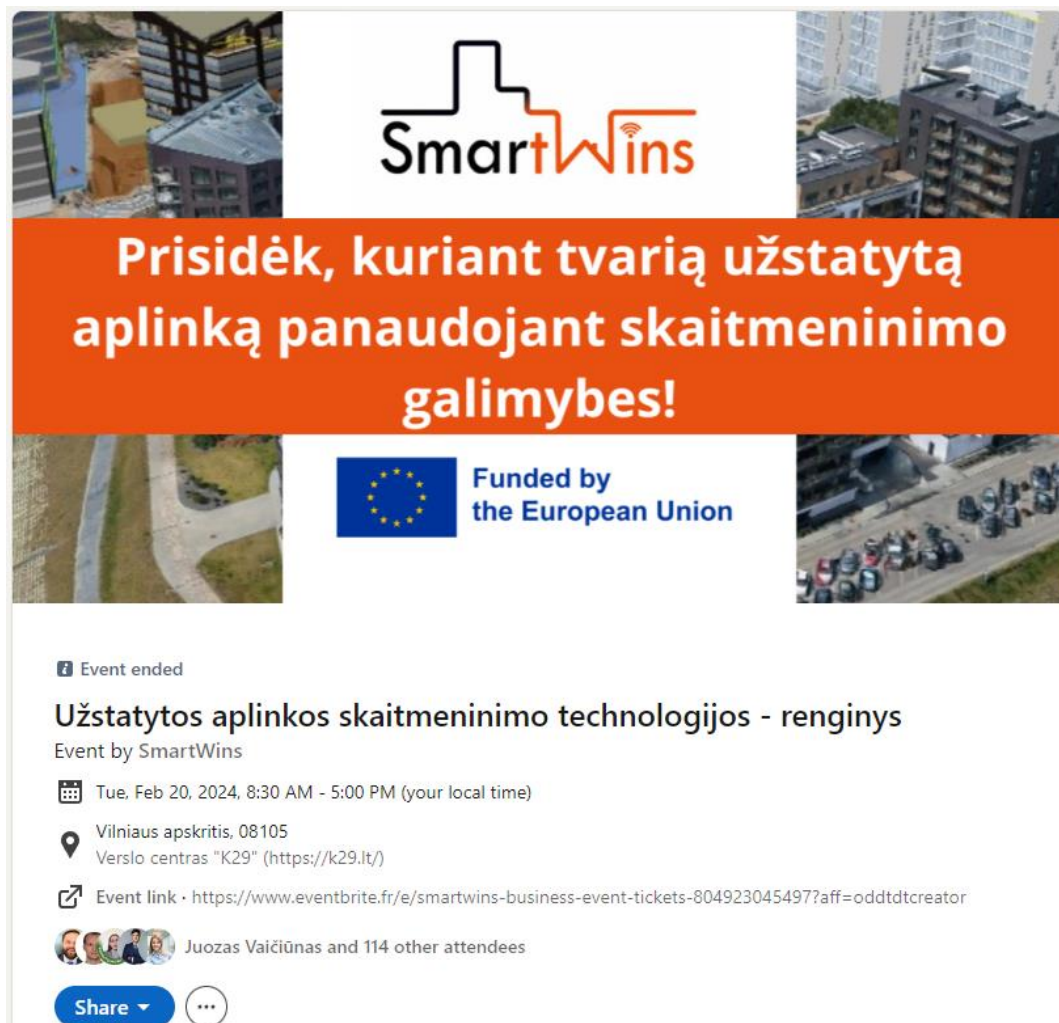 SmartWins
Prisidėk, kuriant tvarią užstatytą
aplinką panaudojant skaitmeninimo
galimybes!
Funded by
the European Union
Event ended
Užstatytos aplinkos skaitmeninimo technologijos - renginys
Event by SmartWins
Tue, Feb 20, 2024, 8:30 AM - 5:00 PM (your local time)
Vilniaus apskritis, 08105
Verslo centras "K29" (https://k29.lt/)
Event link · https://www.eventbrite.fr/e/smartwins-business-event-tickets-804923045497?aff=oddtdtcreator
Juozas Vaičiūnas and 114 other attendees
Share